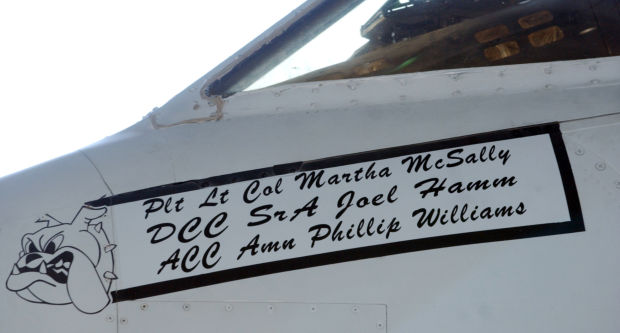 Plt Lt Col Martha McSally
DCC SrA Joel Hamm
ACC Amn Phillip Williams